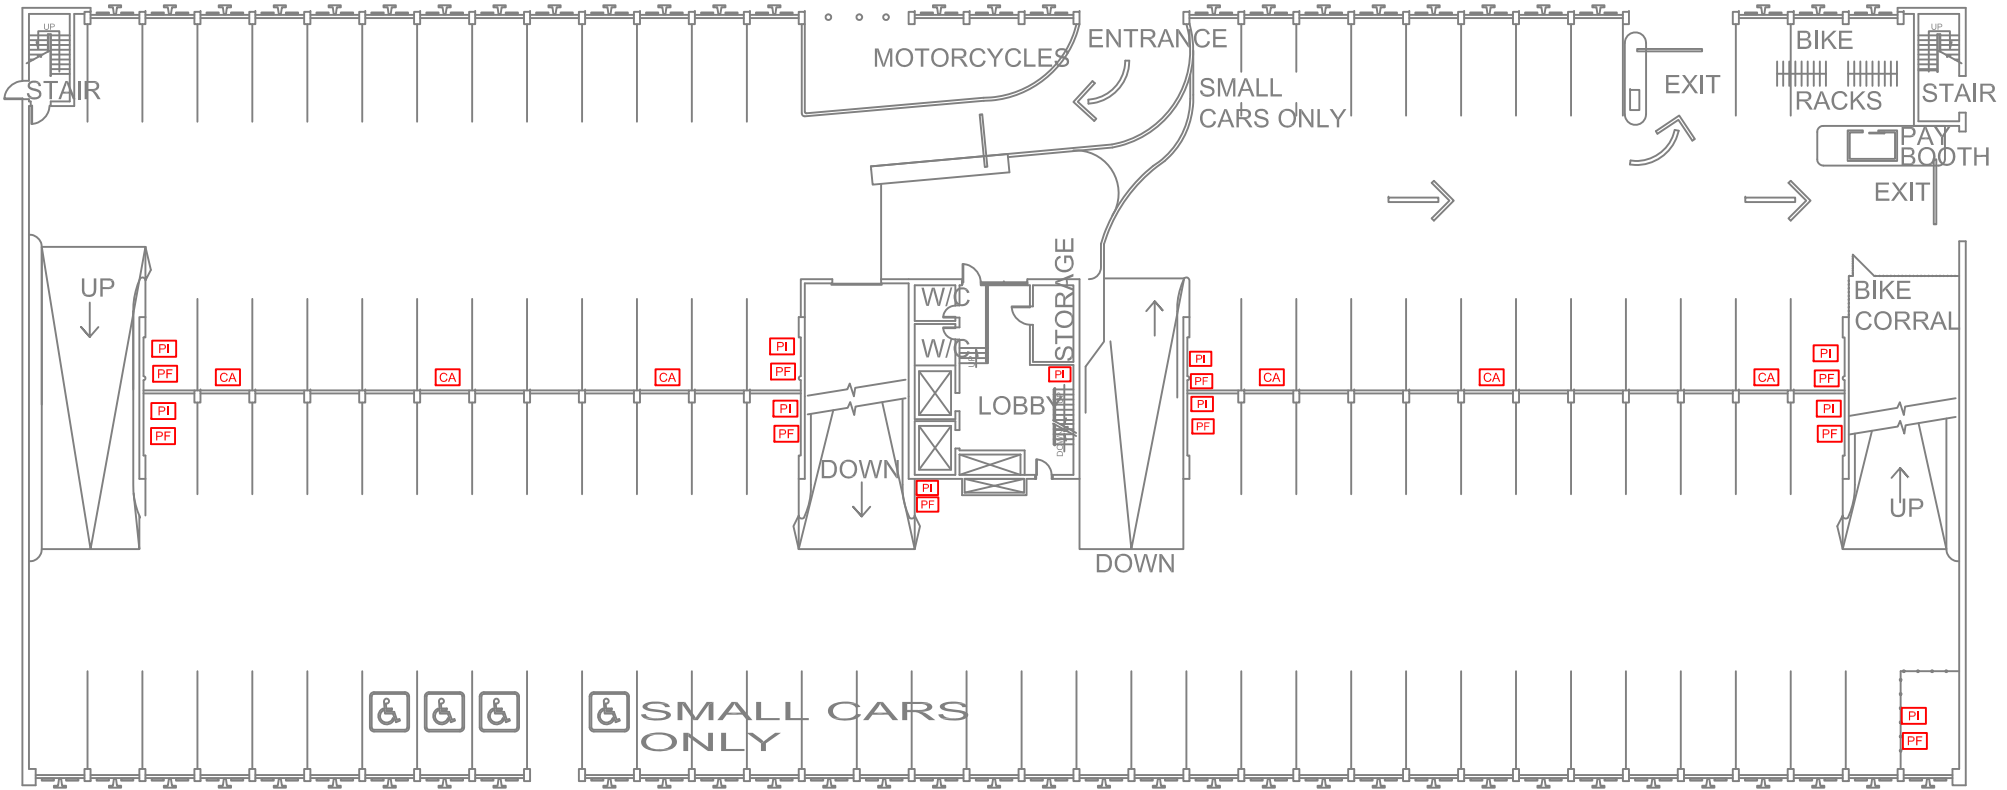 UP
STAIR
MOTORCYCLES
ENTRANCE
SMALL
CARS ONLY
EXIT
BIKE
RACKS
UP
STAIR
PAY
BOOTH
EXIT
UP
W/C
W/C
STORAGE
BIKE
CORRAL
PI
PF
CA
CA
CA
PI
PF
PI
PI
PF
CA
CA
CA
PI
PF
PI
PF
PI
PF
LOBBY
UP
DOWN
PI
PF
PI
PF
DOWN
PI
PF
UP
DOWN
SMALL CARS
ONLY
PI
PF